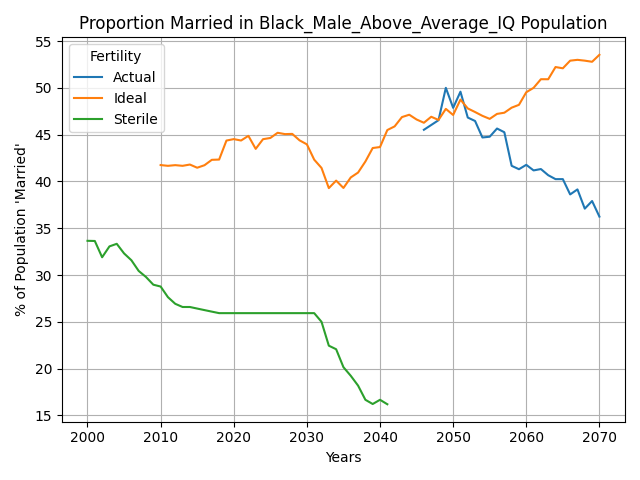 Proportion Married in Black_Male_Above_Average_IQ Population
Fertility
Actual
Ideal
Sterile
% of Population 'Married'
55
50
45
40
35
30
25
20
15
2000 2010 2020 2030 2040 2050 2060 2070
Years